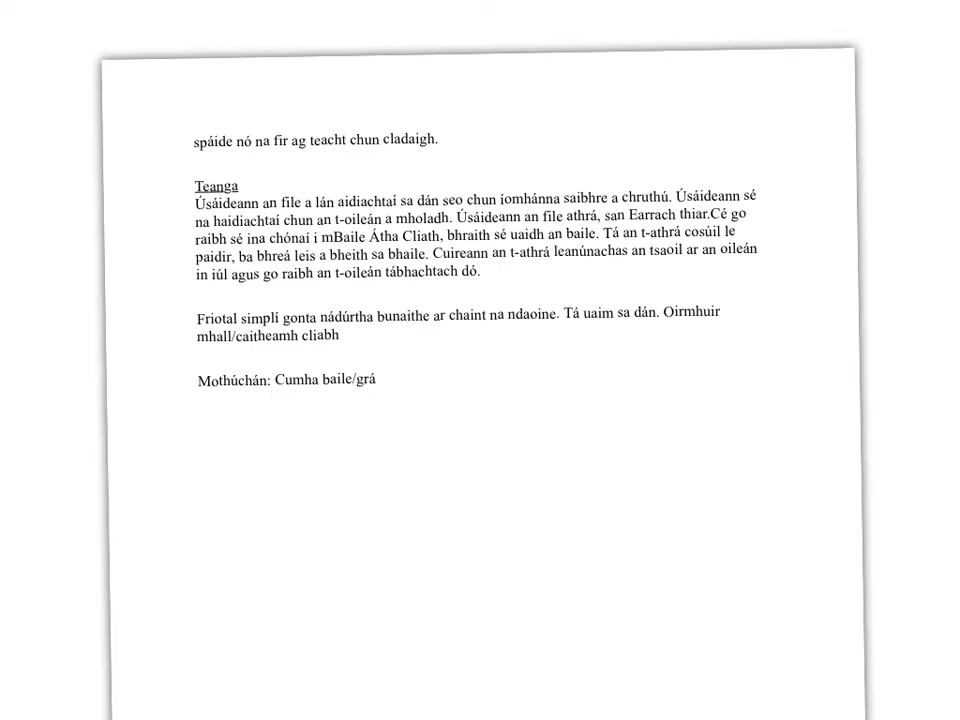 spáide nó na fir ag teacht chun cladaigh.
Teanga
Úsáideann an file a lán aidiachtaí sa dán seo chun íomhánna saibhre a chruthú. Úsáideann sé
na haidiachtaí chun an t-oileán a mholadh. Úsáideann an file athrá, san Earrach thiar.Cé go
raibh sé ina chónaí i mBaile Átha Cliath, bhraith sé uaidh an baile. Tá an t-athrá cosúil le
paidir, ba bhreá leis a bheith sa bhaile. Cuireann an t-athrá leanúnachas an tsaoil ar an oileán
in iúl agus go raibh an t-oileán tábhachtach dó.
Friotal simplí gonta nádúrtha bunaithe ar chaint na ndaoine. Tá uaim sa dán. Oirmhuir
mhall/caitheamh cliabh
Mothúchán: Cumha baile/grá